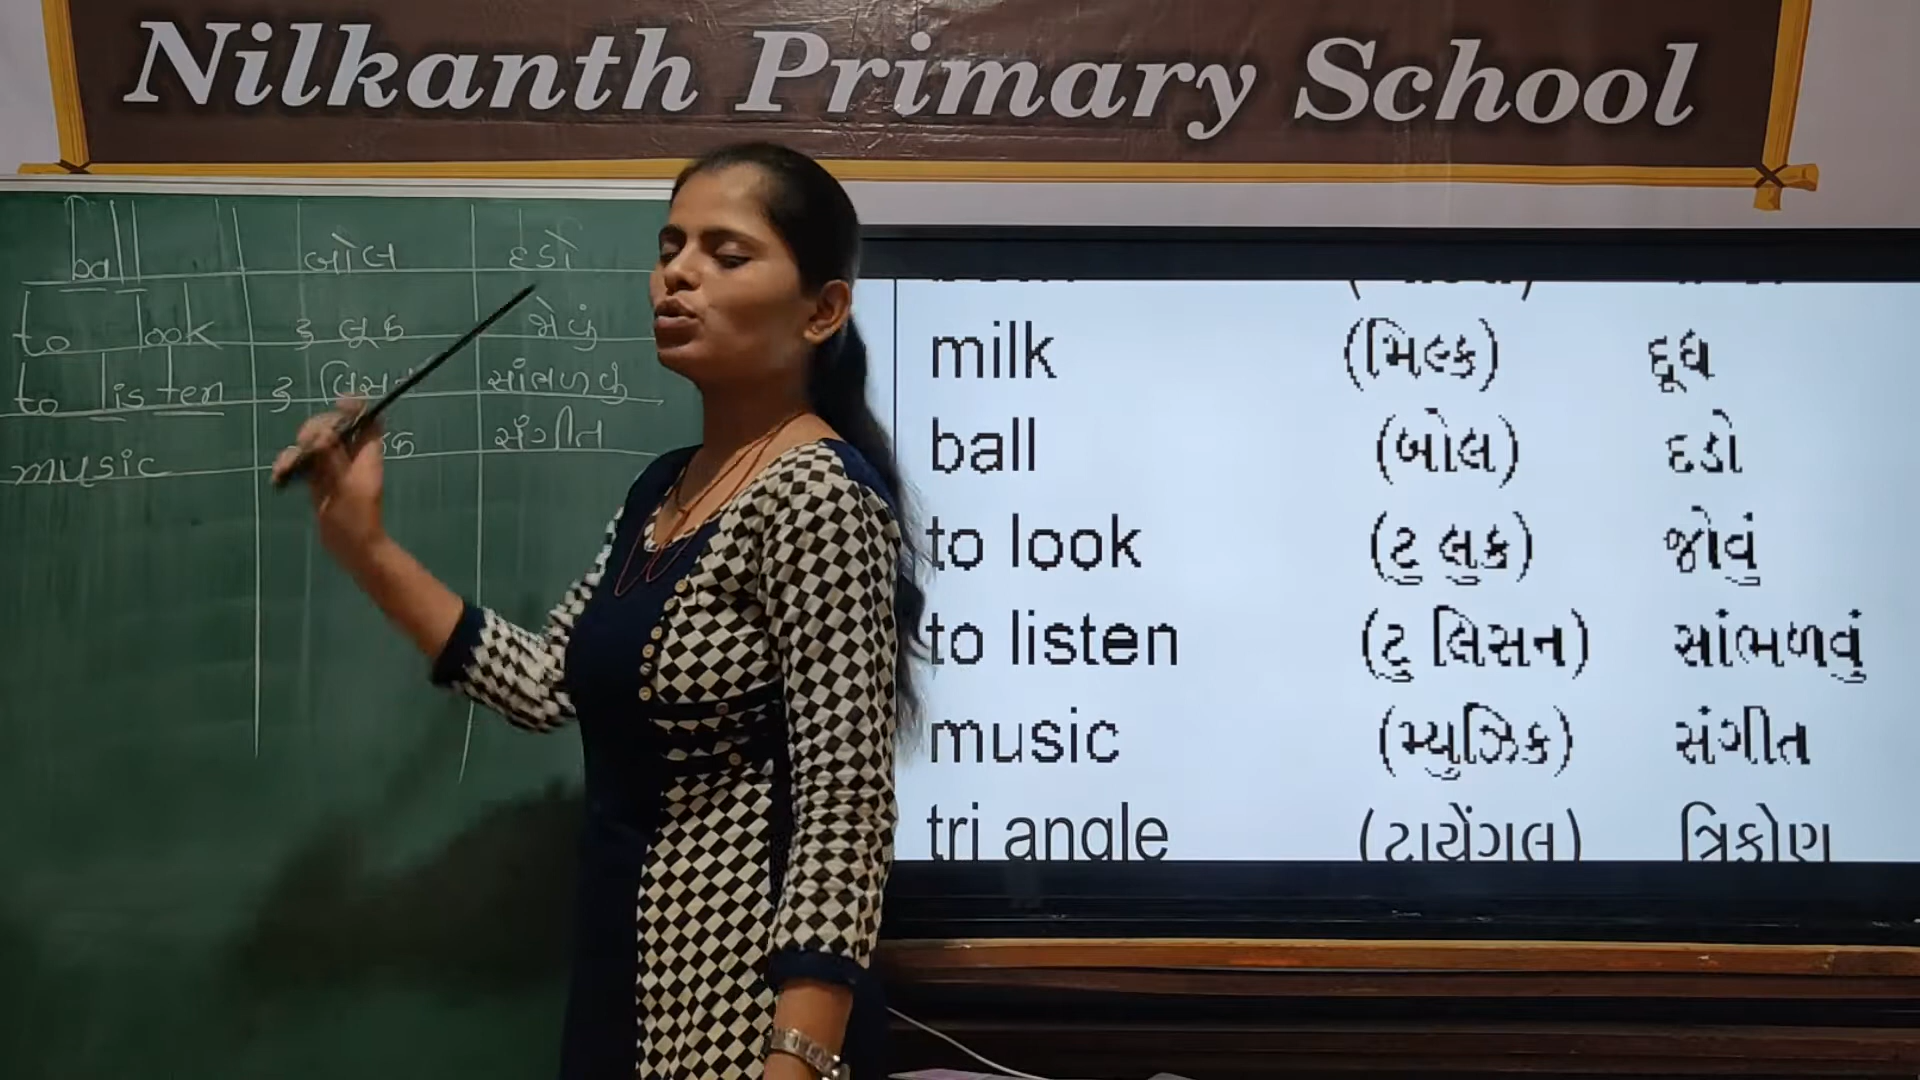 Nilkanth Primary School
ball બોલ દડો
to look ટુ લુક જોવું
to listen ટુ સાંભળવું
music સંગીત
milk (મિલ્ક) દૂધ
ball (બોલ) દડો
to look (ટુ લુક) જોવું
to listen (ટુ લિસન) સાંભળવું
music (મ્યુઝિક) સંગીત
tri angle (ટાયેંગલ) ત્રિકોણ